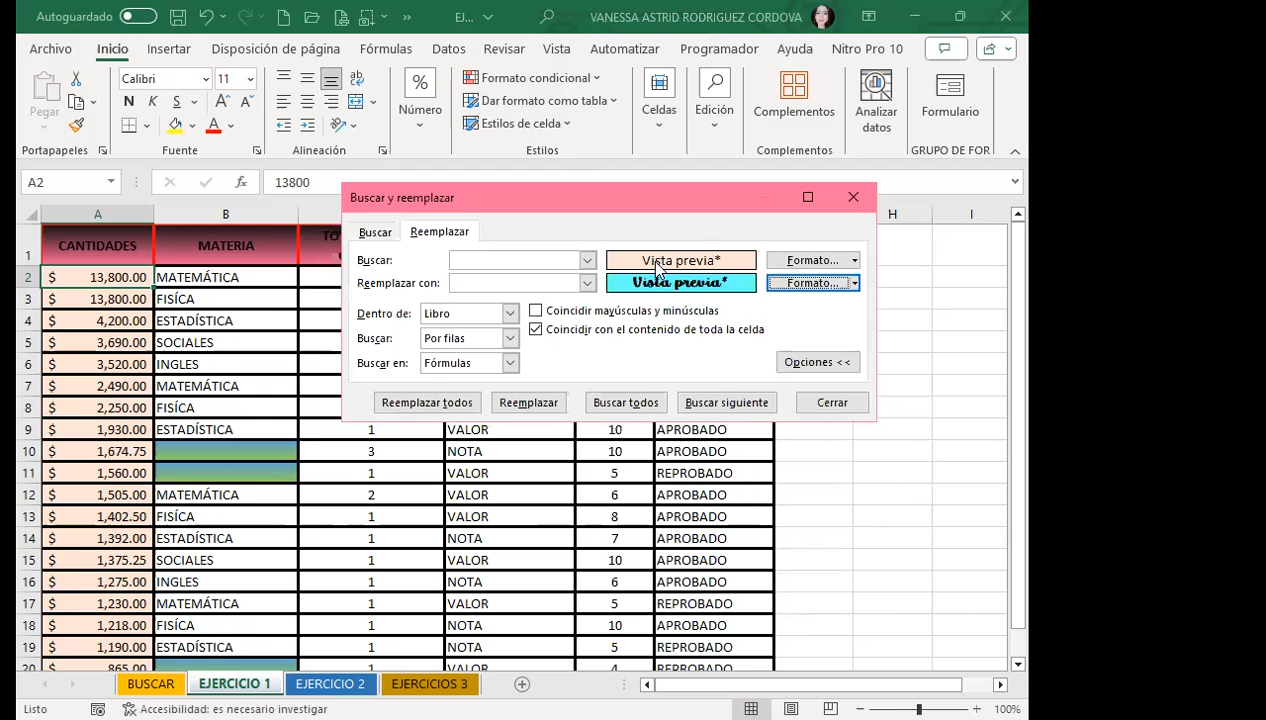 Autoguardado
EJ...
VANESSA ASTRID RODRIGUEZ CORDOVA
Archivo Inicio Insertar Disposición de página Fórmulas Datos Revisar Vista Automatizar Programador Ayuda Nitro Pro 10
Pegar
Calibri 11
N K S
Número
Formato condicional
Dar formato como tabla
Estilos de celda
Celdas
Edición
Complementos
Analizar datos
Formulario
Portapapeles Fuente Alineación Estilos Complementos GRUPO DE FOR
A2 13800
Buscar y reemplazar
Buscar Reemplazar
Buscar: Vista previa* Formato...
Reemplazar con: Vista previa* Formato...
Dentro de: Libro Coincidir mayúsculas y minúsculas
Buscar: Por filas Coincidir con el contenido de toda la celda
Buscar en: Fórmulas Opciones <<
Reemplazar todos Reemplazar Buscar todos Buscar siguiente Cerrar
A B H I
1 CANTIDADES MATERIA
2 $ 13,800.00 MATEMÁTICA
3 $ 13,800.00 FISÍCA
4 $ 4,200.00 ESTADÍSTICA
5 $ 3,690.00 SOCIALES
6 $ 3,520.00 INGLES
7 $ 2,490.00 MATEMÁTICA
8 $ 2,250.00 FISÍCA
9 $ 1,930.00 ESTADÍSTICA 1 VALOR 10 APROBADO
10 $ 1,674.75 3 NOTA 10 APROBADO
11 $ 1,560.00 1 VALOR 5 REPROBADO
12 $ 1,505.00 MATEMÁTICA 2 VALOR 6 APROBADO
13 $ 1,402.50 FISÍCA 1 VALOR 8 APROBADO
14 $ 1,392.00 ESTADÍSTICA 1 NOTA 7 APROBADO
15 $ 1,375.25 SOCIALES 1 VALOR 10 APROBADO
16 $ 1,275.00 INGLES 1 NOTA 6 APROBADO
17 $ 1,230.00 MATEMÁTICA 1 VALOR 5 REPROBADO
18 $ 1,218.00 FISÍCA 1 NOTA 10 APROBADO
19 $ 1,190.00 ESTADÍSTICA 1 NOTA 5 REPROBADO
20 $ 865.00 1 VALOR 4 REPROBADO
BUSCAR EJERCICIO 1 EJERCICIO 2 EJERCICIOS 3
Listo Accesibilidad: es necesario investigar 100%